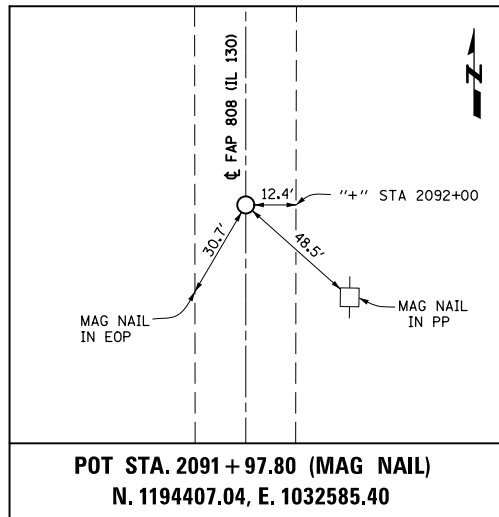 ℄ FAP 808 (IL 130)
N
12.4'
"+" STA 2092+00
30.7'
48.5'
MAG NAIL
IN EOP
MAG NAIL
IN PP
POT STA. 2091+97.80 (MAG NAIL)
N. 1194407.04, E. 1032585.40